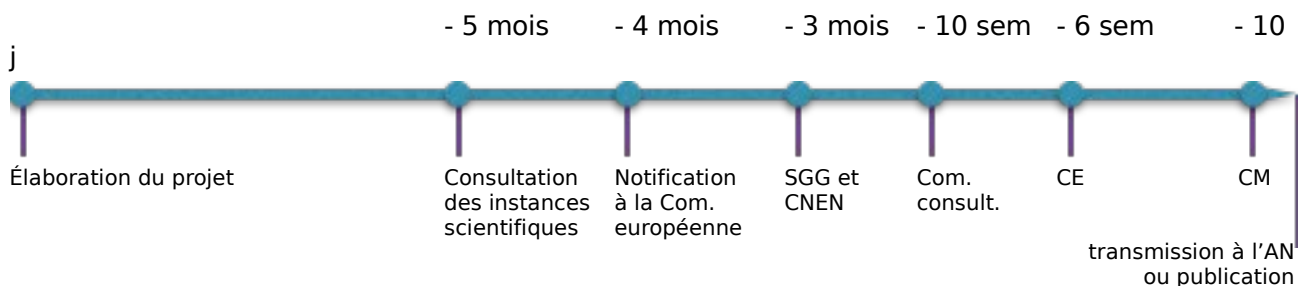 - 5 mois - 4 mois - 3 mois - 10 sem - 6 sem - 10
j
Élaboration du projet
Consultation
des instances
scientifiques
Notification
à la Com.
européenne
SGG et
CNEN
Com.
consult.
CE
CM
transmission à l’AN
ou publication